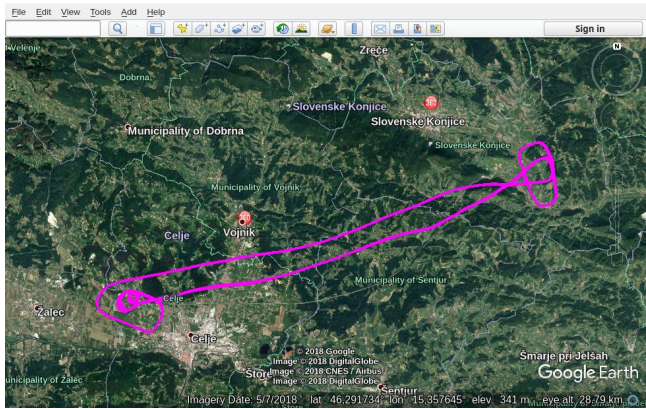 File Edit View Tools Add Help
Sign in
Velenje
Zreče
N
Dobrna
Slovenske Konjice
360
Slovenske Konjice
Municipality of Dobrna
Slovenske Konjice
Municipality of Vojnik
360
Vojnik
Celje
Municipality of Šentjur
Celje
Žalec
Celje
© 2018 Google
Image © 2018 DigitalGlobe
Šmarje pri Jelšah
Štore
Image © 2018 CNES / Airbus
Google Earth
Image © 2018 DigitalGlobe
unicipality of Žalec
Šentjur
Imagery Date: 5/7/2018 lat 46.291734° lon 15.357645° elev 341 m eye alt 28.79 km
Store